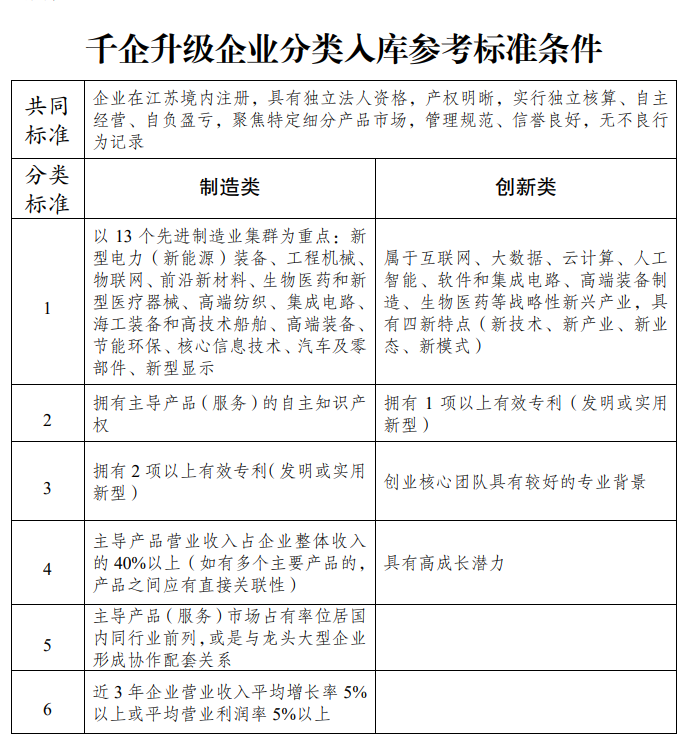 千企升级企业分类入库参考标准条件
共同
标准
企业在江苏境内注册，具有独立法人资格，产权明晰，实行独立核算、自主
经营、自负盈亏，聚焦特定细分产品市场，管理规范、信誉良好，无不良行
为记录
分类
标准
制造类
创新类
1
以 13 个先进制造业集群为重点：新
型电力（新能源）装备、工程机械、
物联网、前沿新材料、生物医药和新
型医疗器械、高端纺织、集成电路、
海工装备和高技术船舶、高端装备、
节能环保、核心信息技术、汽车及零
部件、新型显示
属于互联网、大数据、云计算、人工
智能、软件和集成电路、高端装备制
造、生物医药等战略性新兴产业，具
有四新特点（新技术、新产业、新业
态、新模式）
2
拥有主导产品（服务）的自主知识产
权
拥有 1 项以上有效专利（发明或实用
新型）
3
拥有 2 项以上有效专利（发明或实用
新型）
创业核心团队具有较好的专业背景
4
主导产品营业收入占企业整体收入
的 40%以上（如有多个主要产品的，
产品之间应有直接关联性）
具有高成长潜力
5
主导产品（服务）市场占有率位居国
内同行业前列，或是与龙头大型企业
形成协作配套关系
6
近 3 年企业营业收入平均增长率 5%
以上或平均营业利润率 5%以上